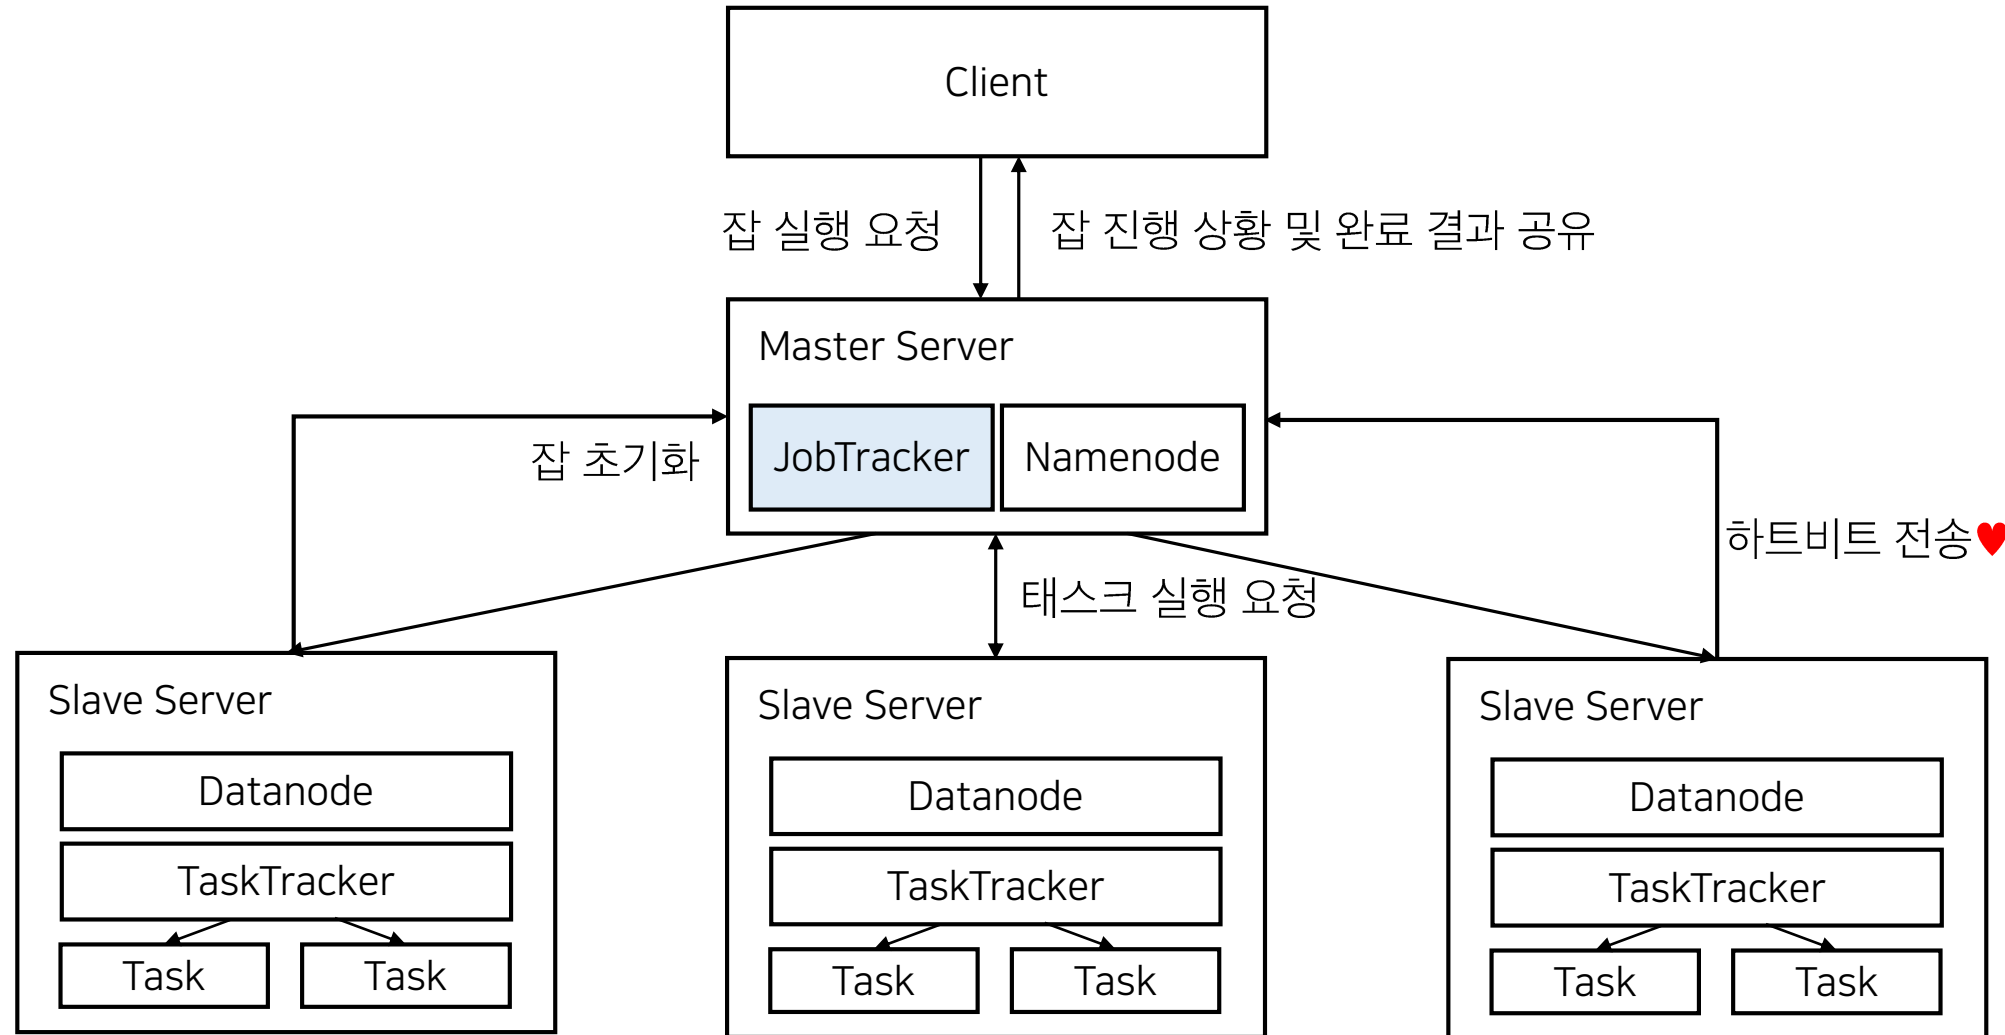 Client
잡 실행 요청
잡 진행 상황 및 완료 결과 공유
Master Server
JobTracker
Namenode
잡 초기화
하트비트 전송♥
태스크 실행 요청
Slave Server
Datanode
TaskTracker
Task
Task
Slave Server
Datanode
TaskTracker
Task
Task
Slave Server
Datanode
TaskTracker
Task
Task